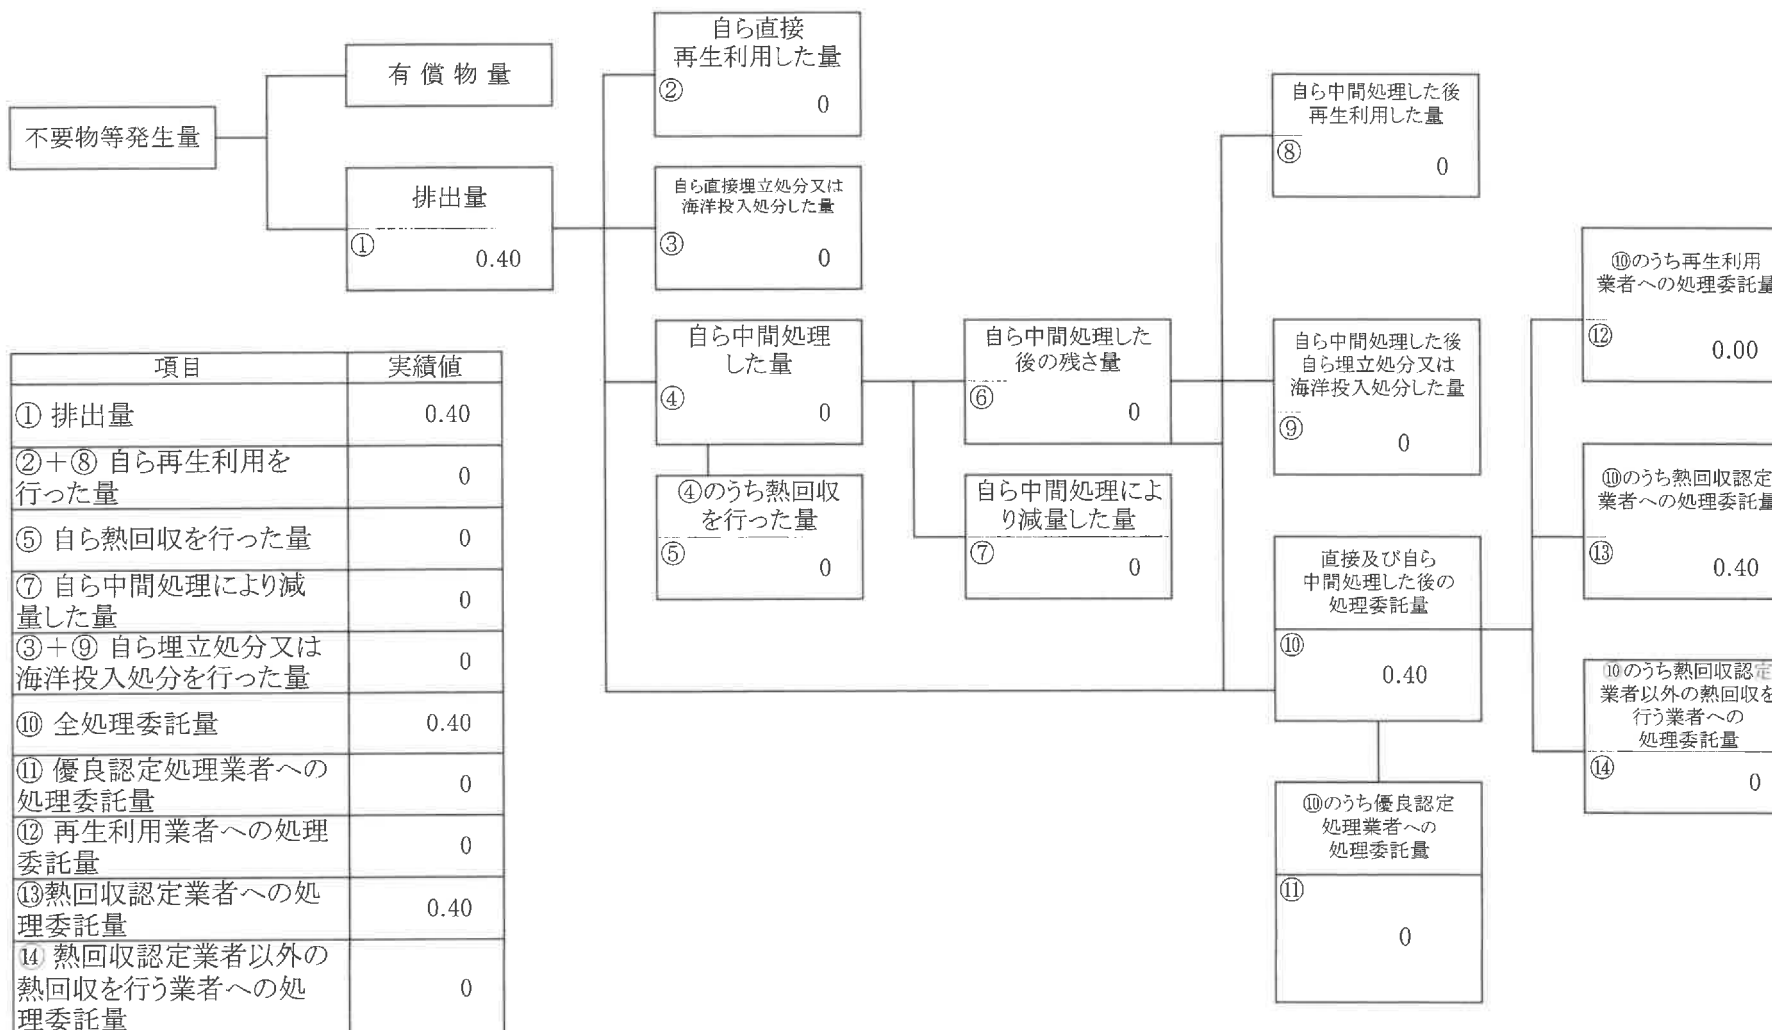 不要物等発生量
有償物量
排出量
①
0.40
自ら直接
再生利用した量
②
0
自ら直接埋立処分又は
海洋投入処分した量
③
0
自ら中間処理
した量
④
0
④のうち熱回収
を行った量
⑤
0
自ら中間処理した
後の残さ量
⑥
0
自ら中間処理によ
り減量した量
⑦
0
自ら中間処理した後
再生利用した量
⑧
0
自ら中間処理した後
自ら埋立処分又は
海洋投入処分した量
⑨
0
直接及び自ら
中間処理した後の
処理委託量
⑩
0.40
⑩のうち優良認定
処理業者への
処理委託量
⑪
0
⑩のうち再生利用
業者への処理委託量
⑫
0.00
⑩のうち熱回収認定
業者への処理委託量
⑬
0.40
⑩のうち熱回収認定
業者以外の熱回収を
行う業者への
処理委託量
⑭
0
項目 実績値
① 排出量 0.40
②+⑧ 自ら再生利用を
行った量 0
⑤ 自ら熱回収を行った量 0
⑦ 自ら中間処理により減
量した量 0
③+⑨ 自ら埋立処分又は
海洋投入処分を行った量 0
⑩ 全処理委託量 0.40
⑪ 優良認定処理業者への
処理委託量 0
⑫ 再生利用業者への処理
委託量 0
⑬熱回収認定業者への処
理委託量 0.40
⑭ 熱回収認定業者以外の
熱回収を行う業者への処
理委託量 0